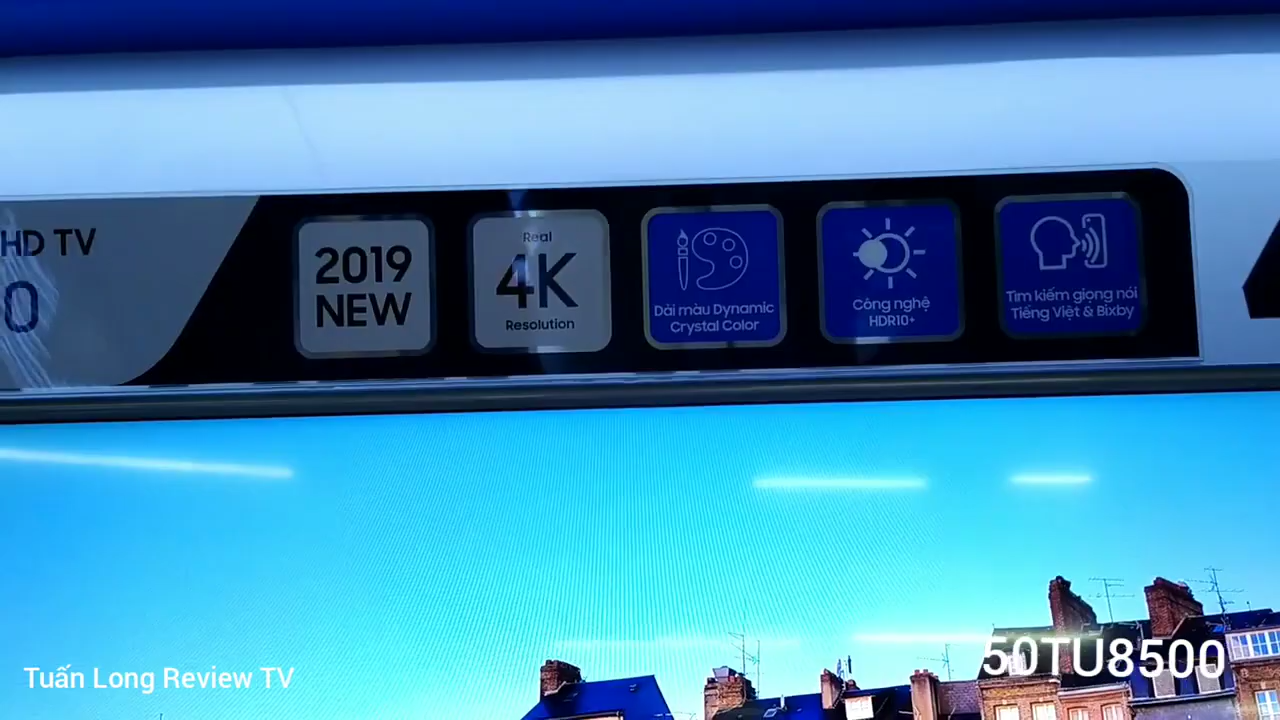 HD TV
0
2019
NEW
Real
4K
Resolution
Dải màu Dynamic
Crystal Color
Công nghệ
HDR10+
Tìm kiếm giọng nói
Tiếng Việt & Bixby
50TU8500
Tuấn Long Review TV